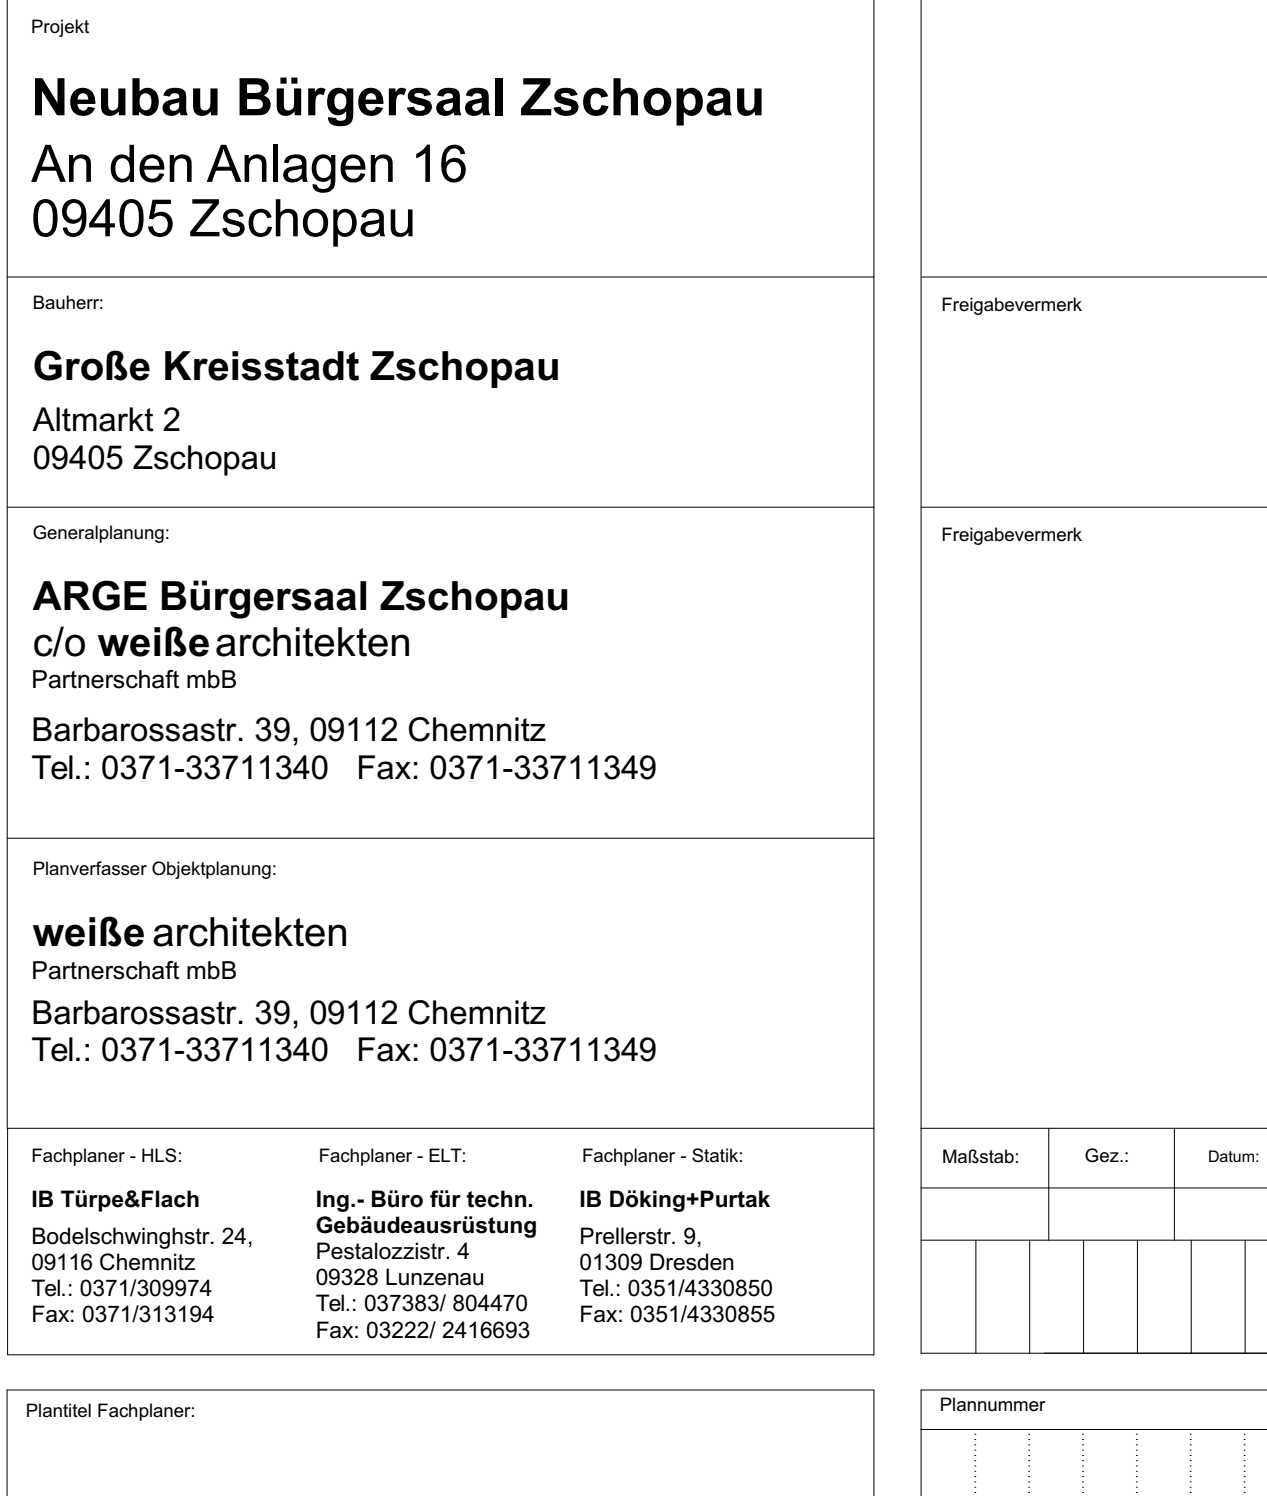 Projekt
Neubau Bürgersaal Zschopau
An den Anlagen 16
09405 Zschopau
Bauherr:
Große Kreisstadt Zschopau
Altmarkt 2
09405 Zschopau
Freigabevermerk
Generalplanung:
ARGE Bürgersaal Zschopau
c/o weiße architekten
Partnerschaft mbB
Barbarossastr. 39, 09112 Chemnitz
Tel.: 0371-33711340 Fax: 0371-33711349
Freigabevermerk
Planverfasser Objektplanung:
weiße architekten
Partnerschaft mbB
Barbarossastr. 39, 09112 Chemnitz
Tel.: 0371-33711340 Fax: 0371-33711349
Fachplaner - HLS:
IB Türpe&Flach
Bodelschwinghstr. 24,
09116 Chemnitz
Tel.: 0371/309974
Fax: 0371/313194
Fachplaner - ELT:
Ing.- Büro für techn.
Gebäudeausrüstung
Pestalozzistr. 4
09328 Lunzenau
Tel.: 037383/ 804470
Fax: 03222/ 2416693
Fachplaner - Statik:
IB Döking+Purtak
Prellerstr. 9,
01309 Dresden
Tel.: 0351/4330850
Fax: 0351/4330855
Maßstab:
Gez.:
Datum:
Plantitel Fachplaner:
Plannummer